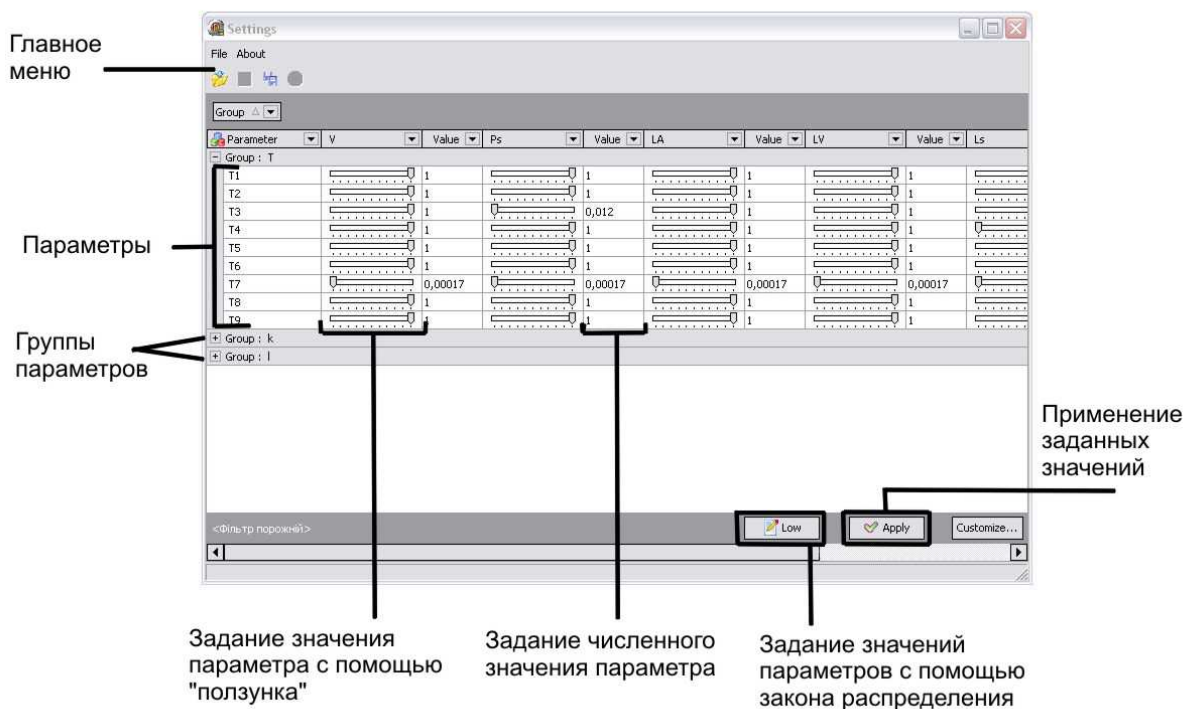 Settings
File About
Group
Parameter V Value Ps Value LA Value LV Value Ls
Group : T
T1 1 1 1 1
T2 1 1 1 1
T3 1 0,012 1 1
T4 1 1 1 1
T5 1 1 1 1
T6 1 1 1 1
T7 0,00017 0,00017 0,00017 0,00017
T8 1 1 1 1
T9 1 1 1 1
Group : k
Group : l
<Фільтр порожній>
Low
Apply
Customize...
Главное
меню
Параметры
Группы
параметров
Применение
заданных
значений
Задание значения
параметра с помощью
"ползунка"
Задание численного
значения параметра
Задание значений
параметров с помощью
закона распределения